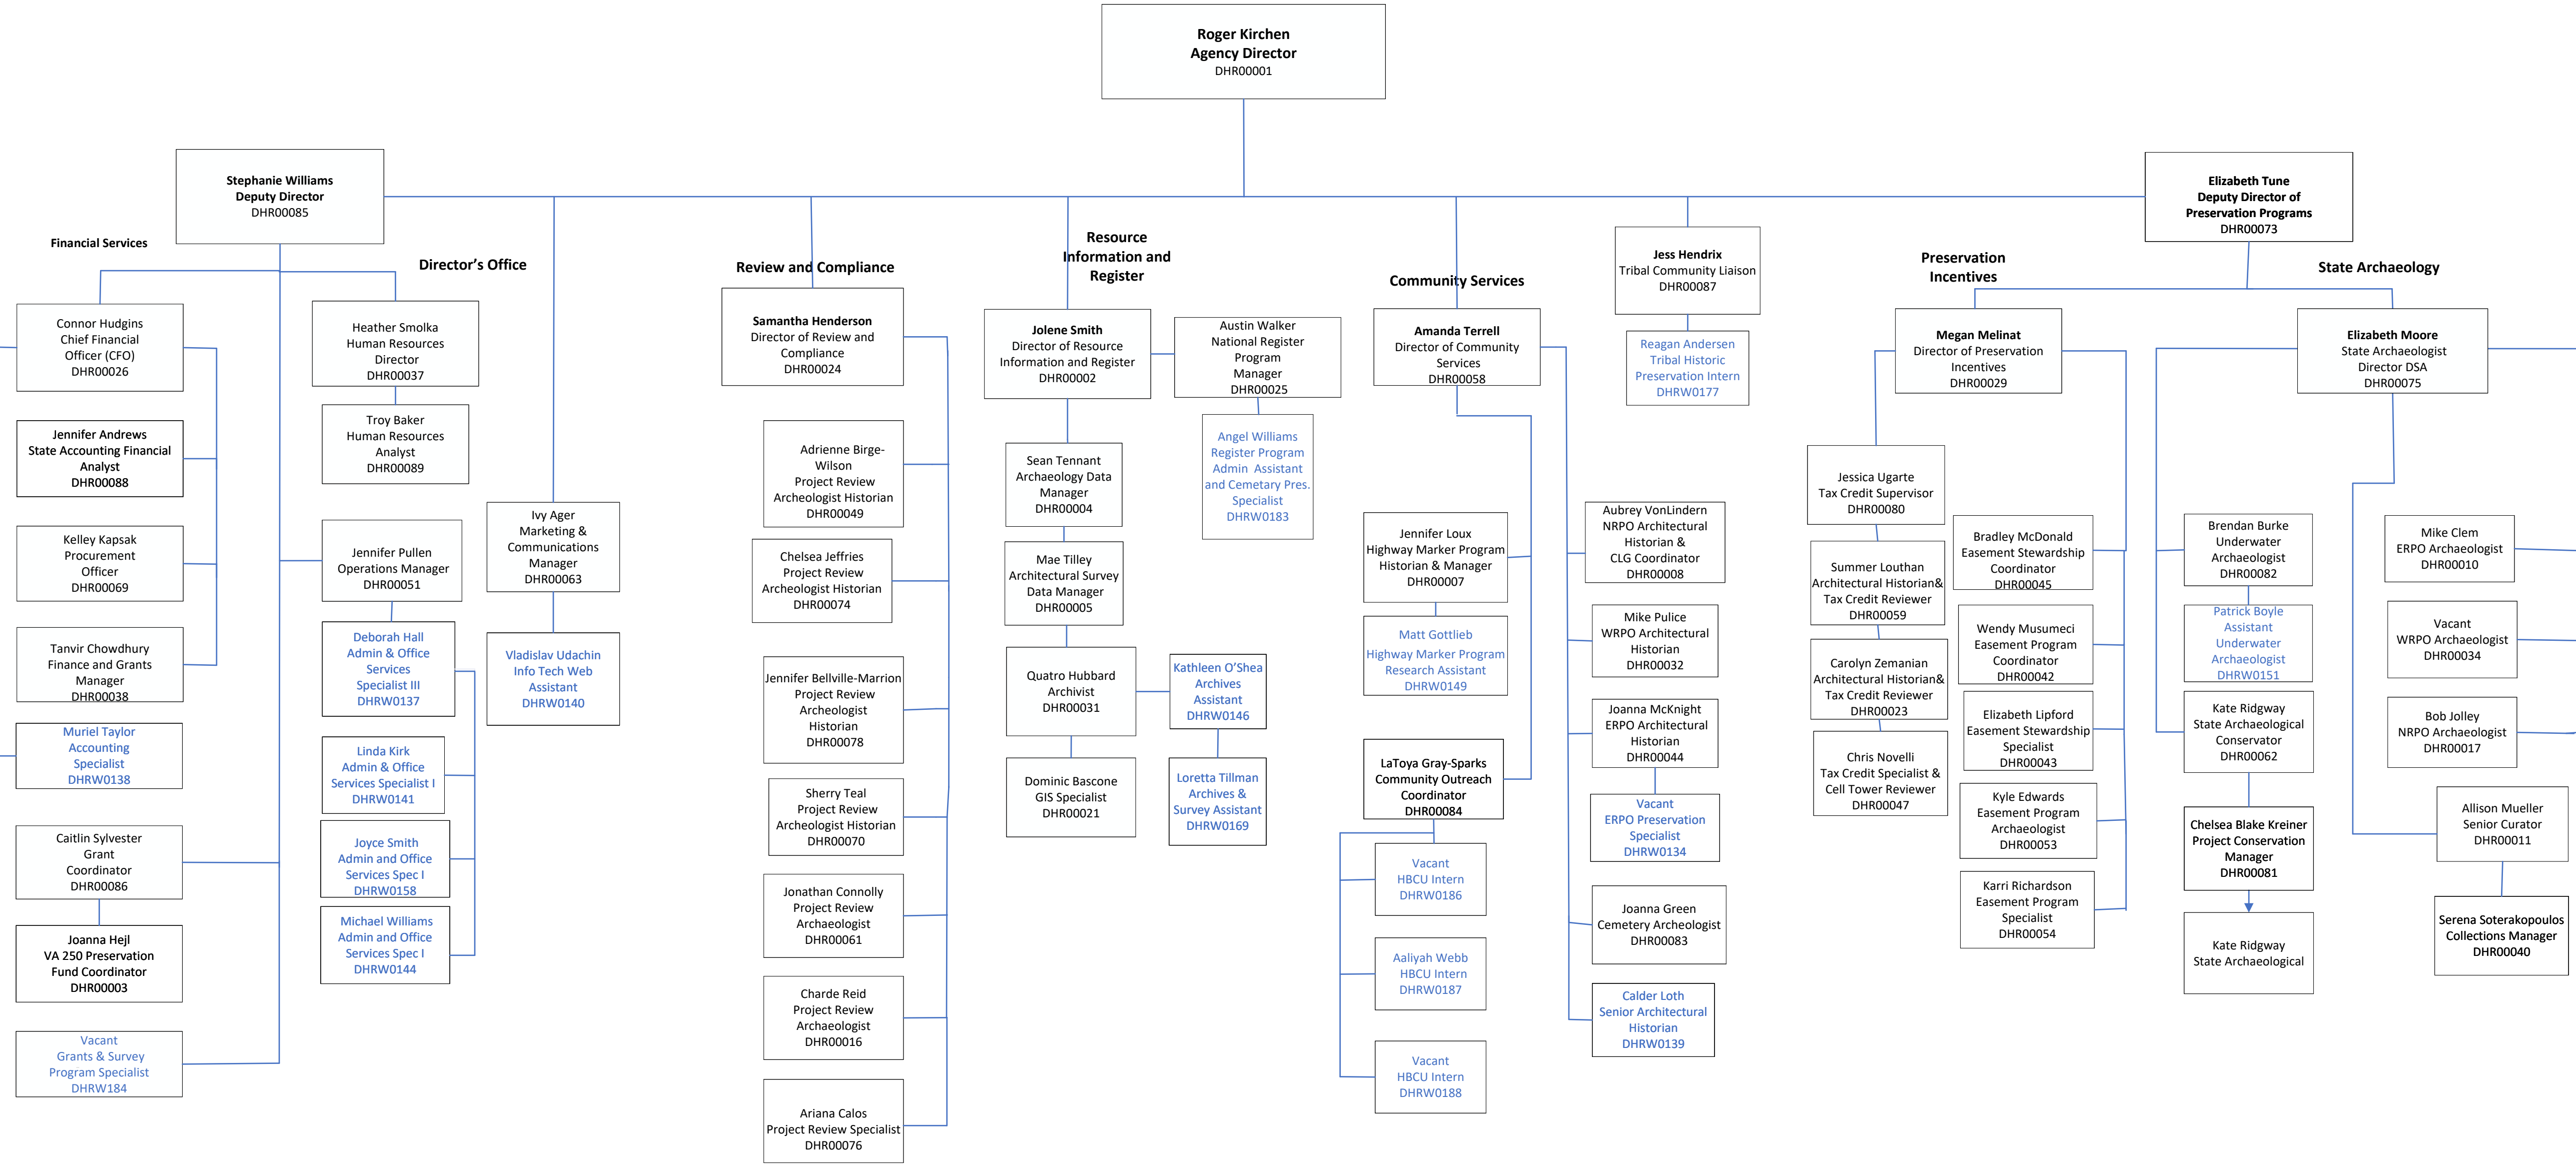 Roger Kirchen
Agency Director
DHR00001
Stephanie Williams
Deputy Director
DHR00085
Elizabeth Tune
Deputy Director of
Preservation Programs
DHR00073
Financial Services
Connor Hudgins
Chief Financial
Officer (CFO)
DHR00026
Jennifer Andrews
State Accounting Financial
Analyst
DHR00088
Kelley Kapsak
Procurement
Officer
DHR00069
Tanvir Chowdhury
Finance and Grants
Manager
DHR00038
Muriel Taylor
Accounting
Specialist
DHRW0138
Caitlin Sylvester
Grant
Coordinator
DHR00086
Joanna Hejl
VA 250 Preservation
Fund Coordinator
DHR00003
Vacant
Grants & Survey
Program Specialist
DHRW184
Director’s Office
Heather Smolka
Human Resources
Director
DHR00037
Troy Baker
Human Resources
Analyst
DHR00089
Jennifer Pullen
Operations Manager
DHR00051
Deborah Hall
Admin & Office
Services
Specialist III
DHRW0137
Linda Kirk
Admin & Office
Services Specialist I
DHRW0141
Joyce Smith
Admin and Office
Services Spec I
DHRW0158
Michael Williams
Admin and Office
Services Spec I
DHRW0144
Ivy Ager
Marketing &
Communications
Manager
DHR00063
Vladislav Udachin
Info Tech Web
Assistant
DHRW0140
Review and Compliance
Samantha Henderson
Director of Review and
Compliance
DHR00024
Adrienne Birge-
Wilson
Project Review
Archeologist Historian
DHR00049
Chelsea Jeffries
Project Review
Archeologist Historian
DHR00074
Jennifer Bellville-Marrion
Project Review
Archeologist
Historian
DHR00078
Sherry Teal
Project Review
Archeologist Historian
DHR00070
Jonathan Connolly
Project Review
Archaeologist
DHR00061
Charde Reid
Project Review
Archaeologist
DHR00016
Ariana Calos
Project Review Specialist
DHR00076
Resource
Information and
Register
Jolene Smith
Director of Resource
Information and Register
DHR00002
Austin Walker
National Register
Program
Manager
DHR00025
Angel Williams
Register Program
Admin Assistant
and Cemetary Pres.
Specialist
DHRW0183
Sean Tennant
Archaeology Data
Manager
DHR00004
Mae Tilley
Architectural Survey
Data Manager
DHR00005
Quatro Hubbard
Archivist
DHR00031
Kathleen O’Shea
Archives
Assistant
DHRW0146
Dominic Bascone
GIS Specialist
DHR00021
Loretta Tillman
Archives &
Survey Assistant
DHRW0169
Community Services
Amanda Terrell
Director of Community
Services
DHR00058
Jennifer Loux
Highway Marker Program
Historian & Manager
DHR00007
Matt Gottlieb
Highway Marker Program
Research Assistant
DHRW0149
LaToya Gray-Sparks
Community Outreach
Coordinator
DHR00084
Vacant
HBCU Intern
DHRW0186
Aaliyah Webb
HBCU Intern
DHRW0187
Vacant
HBCU Intern
DHRW0188
Aubrey VonLindern
NRPO Architectural
Historian &
CLG Coordinator
DHR00008
Mike Pulice
WRPO Architectural
Historian
DHR00032
Joanna McKnight
ERPO Architectural
Historian
DHR00044
Vacant
ERPO Preservation
Specialist
DHRW0134
Joanna Green
Cemetery Archeologist
DHR00083
Calder Loth
Senior Architectural
Historian
DHRW0139
Jess Hendrix
Tribal Community Liaison
DHR00087
Reagan Andersen
Tribal Historic
Preservation Intern
DHRW0177
Preservation
Incentives
Megan Melinat
Director of Preservation
Incentives
DHR00029
Jessica Ugarte
Tax Credit Supervisor
DHR00080
Summer Louthan
Architectural Historian&
Tax Credit Reviewer
DHR00059
Carolyn Zemanian
Architectural Historian&
Tax Credit Reviewer
DHR00023
Chris Novelli
Tax Credit Specialist &
Cell Tower Reviewer
DHR00047
Bradley McDonald
Easement Stewardship
Coordinator
DHR00045
Wendy Musumeci
Easement Program
Coordinator
DHR00042
Elizabeth Lipford
Easement Stewardship
Specialist
DHR00043
Kyle Edwards
Easement Program
Archaeologist
DHR00053
Karri Richardson
Easement Program
Specialist
DHR00054
State Archaeology
Elizabeth Moore
State Archaeologist
Director DSA
DHR00075
Brendan Burke
Underwater
Archaeologist
DHR00082
Patrick Boyle
Assistant
Underwater
Archaeologist
DHRW0151
Kate Ridgway
State Archaeological
Conservator
DHR00062
Chelsea Blake Kreiner
Project Conservation
Manager
DHR00081
Kate Ridgway
State Archaeological
Mike Clem
ERPO Archaeologist
DHR00010
Vacant
WRPO Archaeologist
DHR00034
Bob Jolley
NRPO Archaeologist
DHR00017
Allison Mueller
Senior Curator
DHR00011
Serena Soterakopoulos
Collections Manager
DHR00040